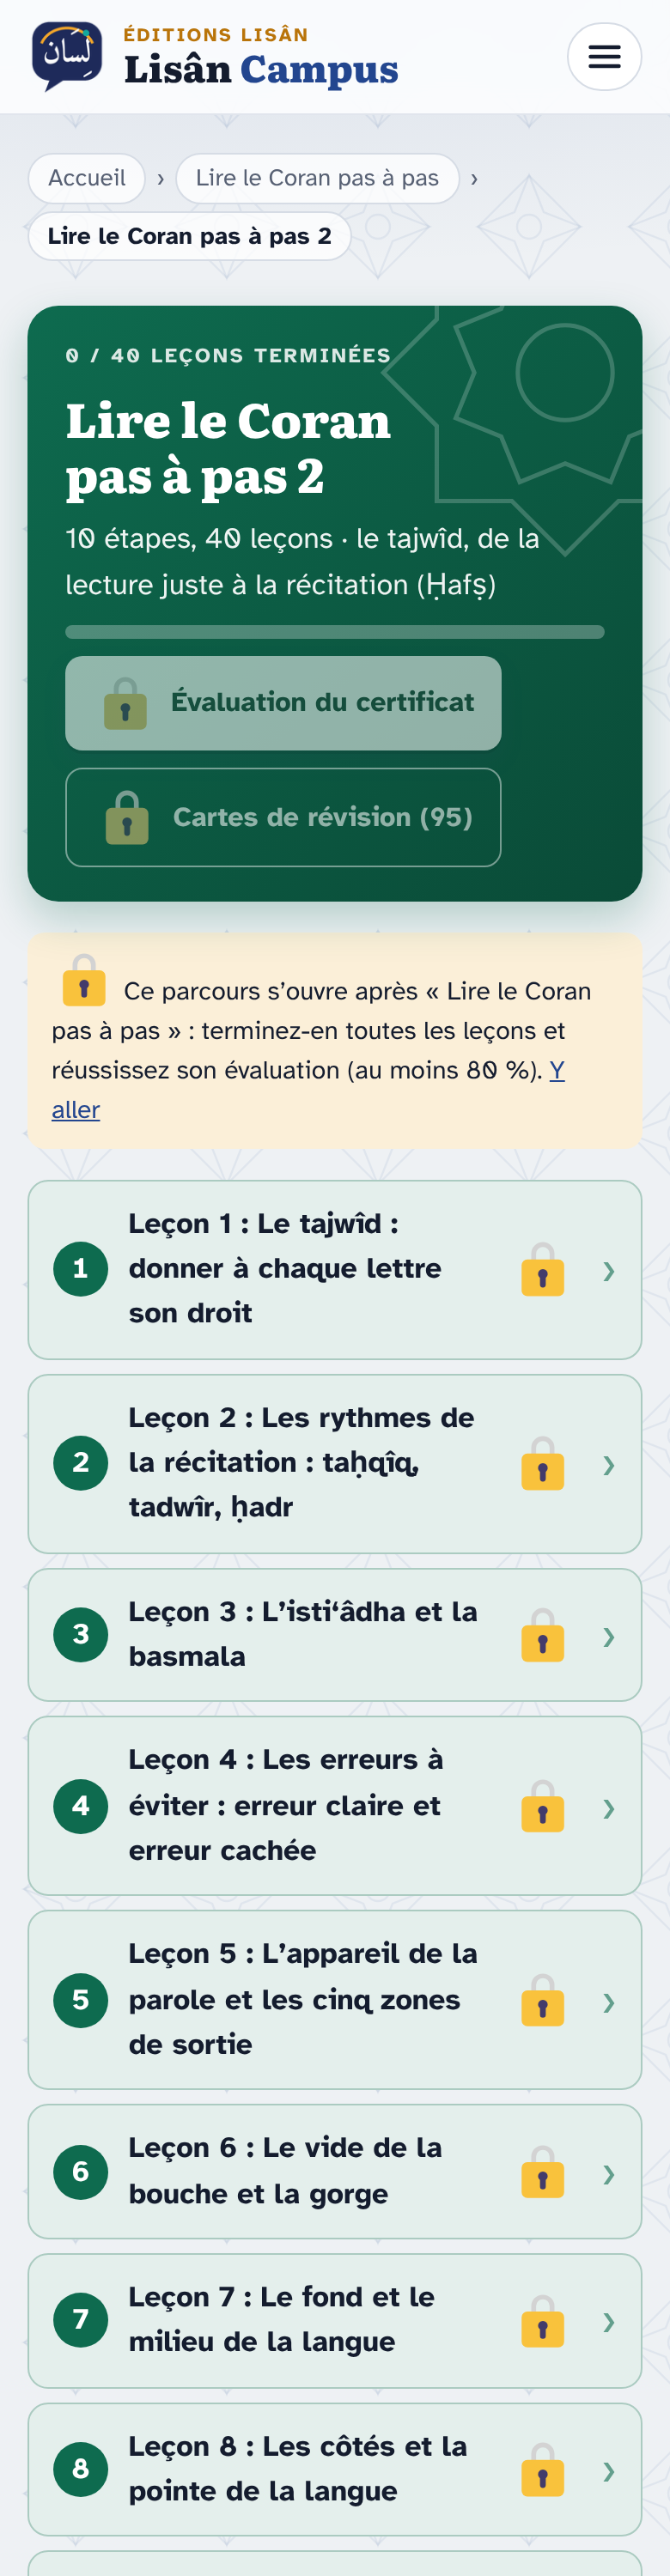 لِسَان
ÉDITIONS LISÂN
Lisân Campus
Accueil › Lire le Coran pas à pas ›
Lire le Coran pas à pas 2
0 / 40 LEÇONS TERMINÉES
Lire le Coran
pas à pas 2
10 étapes, 40 leçons · le tajwîd, de la
lecture juste à la récitation (Ḥafṣ)
Évaluation du certificat
Cartes de révision (95)
Ce parcours s’ouvre après « Lire le Coran
pas à pas » : terminez-en toutes les leçons et
réussissez son évaluation (au moins 80 %). Y
aller
1
Leçon 1 : Le tajwîd :
donner à chaque lettre
son droit
›
2
Leçon 2 : Les rythmes de
la récitation : taḥqîq,
tadwîr, ḥadr
›
3
Leçon 3 : L’isti‘âdha et la
basmala
›
4
Leçon 4 : Les erreurs à
éviter : erreur claire et
erreur cachée
›
5
Leçon 5 : L’appareil de la
parole et les cinq zones
de sortie
›
6
Leçon 6 : Le vide de la
bouche et la gorge
›
7
Leçon 7 : Le fond et le
milieu de la langue
›
8
Leçon 8 : Les côtés et la
pointe de la langue
›